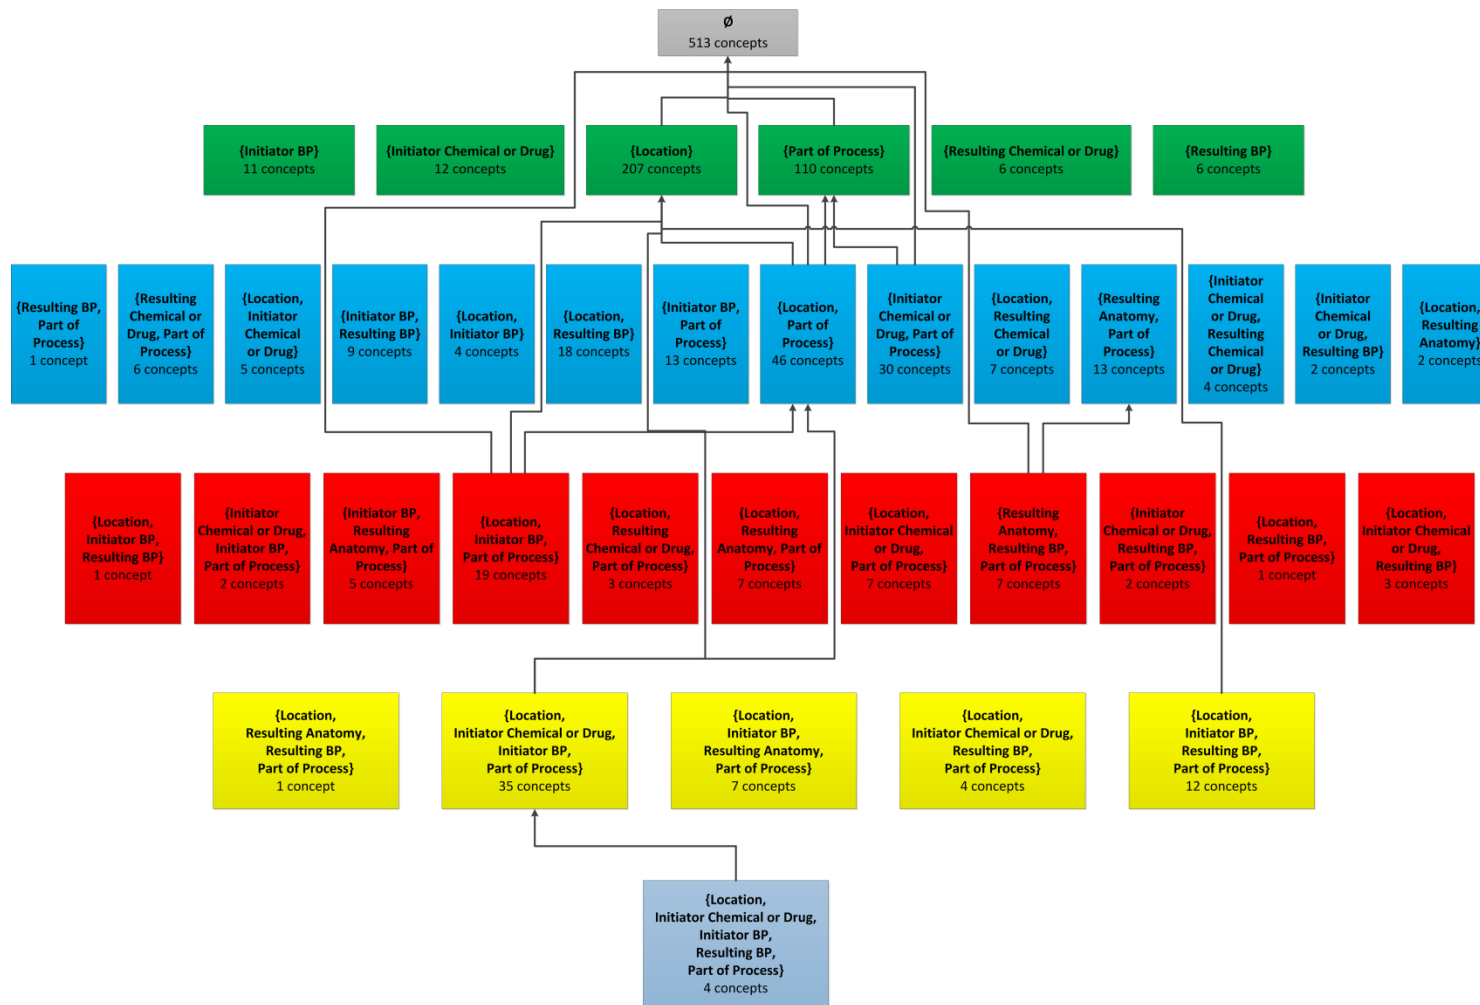 Ø
513 concepts
{Initiator BP}
11 concepts
{Initiator Chemical or Drug}
12 concepts
{Location}
207 concepts
{Part of Process}
110 concepts
{Resulting Chemical or Drug}
6 concepts
{Resulting BP}
6 concepts
{Resulting BP,
Part of
Process}
1 concept
{Resulting
Chemical or
Drug, Part of
Process}
6 concepts
{Location,
Initiator
Chemical
or Drug}
5 concepts
{Initiator BP,
Resulting BP}
9 concepts
{Location,
Initiator BP}
4 concepts
{Location,
Resulting BP}
18 concepts
{Initiator BP,
Part of
Process}
13 concepts
{Location,
Part of
Process}
46 concepts
{Initiator
Chemical or
Drug, Part of
Process}
30 concepts
{Location,
Resulting
Chemical
or Drug}
7 concepts
{Resulting
Anatomy,
Part of
Process}
13 concepts
{Initiator
Chemical
or Drug,
Resulting
Chemical
or Drug}
4 concepts
{Initiator
Chemical
or Drug,
Resulting BP}
2 concepts
{Location,
Resulting
Anatomy}
2 concepts
{Location,
Initiator BP,
Resulting BP}
1 concept
{Initiator
Chemical or Drug,
Initiator BP,
Part of Process}
2 concepts
{Initiator BP,
Resulting
Anatomy, Part of
Process}
5 concepts
{Location,
Initiator BP,
Part of Process}
19 concepts
{Location,
Resulting
Chemical or Drug,
Part of Process}
3 concepts
{Location,
Resulting
Anatomy, Part of
Process}
7 concepts
{Location,
Initiator Chemical
or Drug,
Part of Process}
7 concepts
{Resulting
Anatomy,
Resulting BP,
Part of Process}
7 concepts
{Initiator
Chemical or Drug,
Resulting BP,
Part of Process}
2 concepts
{Location,
Resulting BP,
Part of Process}
1 concept
{Location,
Initiator Chemical
or Drug,
Resulting BP}
3 concepts
{Location,
Resulting Anatomy,
Resulting BP,
Part of Process}
1 concept
{Location,
Initiator Chemical or Drug,
Initiator BP,
Part of Process}
35 concepts
{Location,
Initiator BP,
Resulting Anatomy,
Part of Process}
7 concepts
{Location,
Initiator Chemical or Drug,
Resulting BP,
Part of Process}
4 concepts
{Location,
Initiator BP,
Resulting BP,
Part of Process}
12 concepts
{Location,
Initiator Chemical or Drug,
Initiator BP,
Resulting BP,
Part of Process}
4 concepts